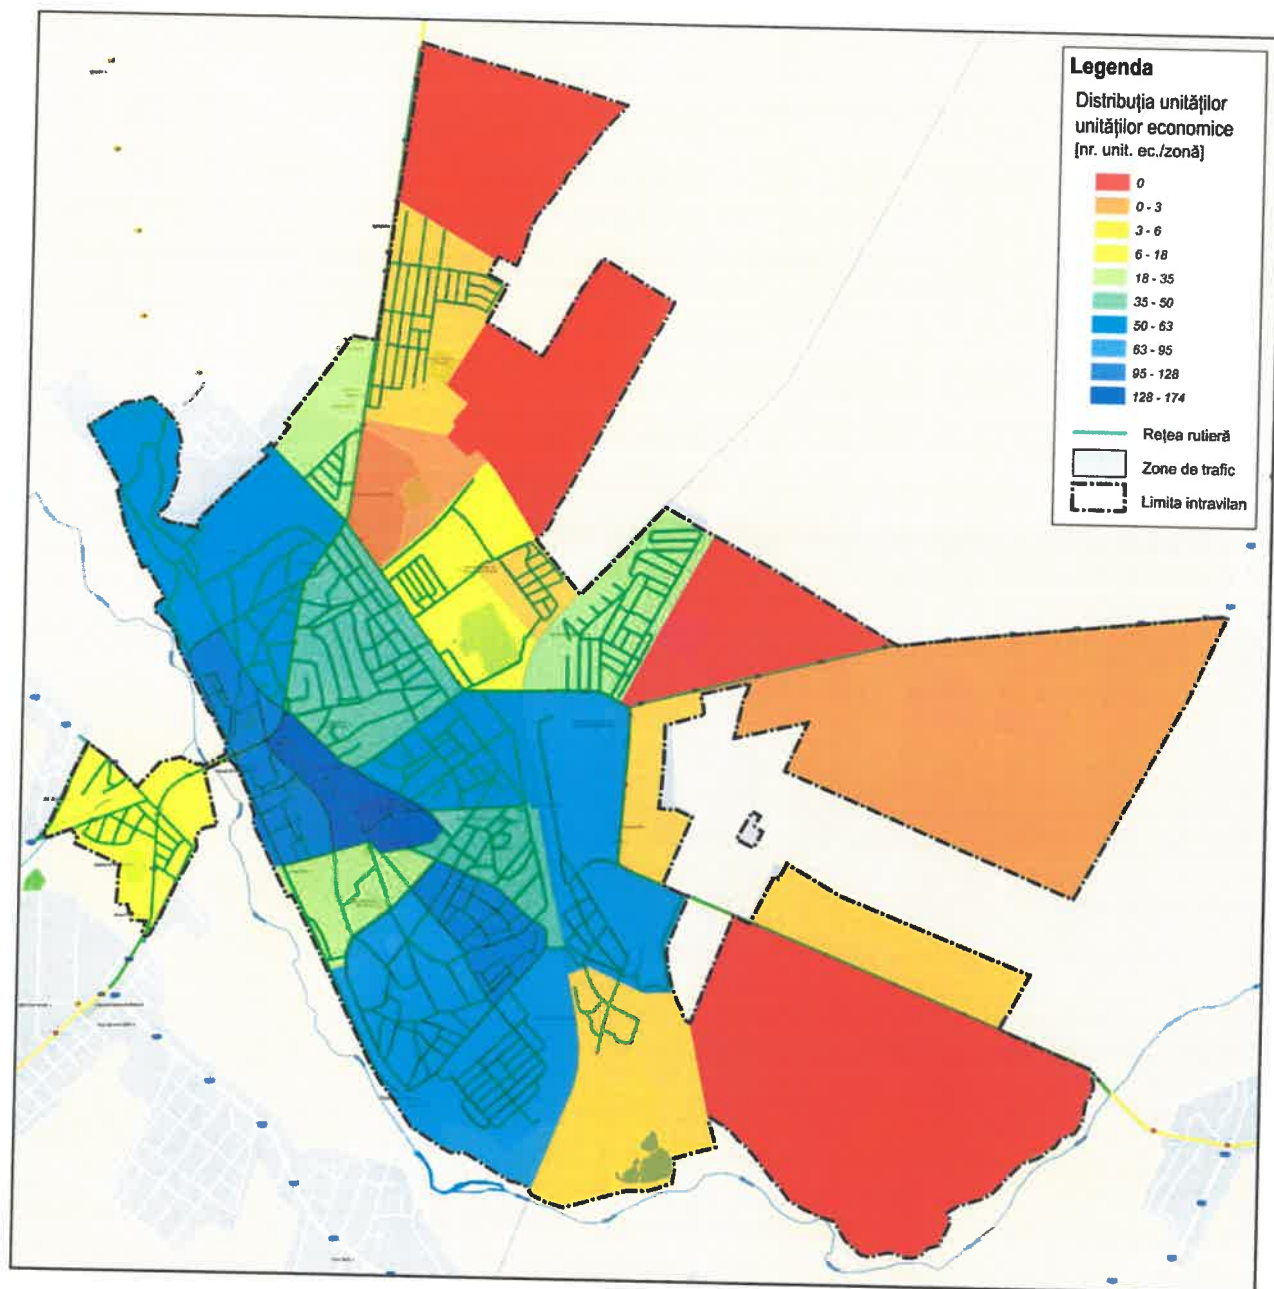 Legenda
Distribuția unităților
unităților economice
[nr. unit. ec./zonă]
0
0 - 3
3 - 6
6 - 18
18 - 35
35 - 50
50 - 63
63 - 95
95 - 128
128 - 174
Rețea rutieră
Zone de trafic
Limita intravilan